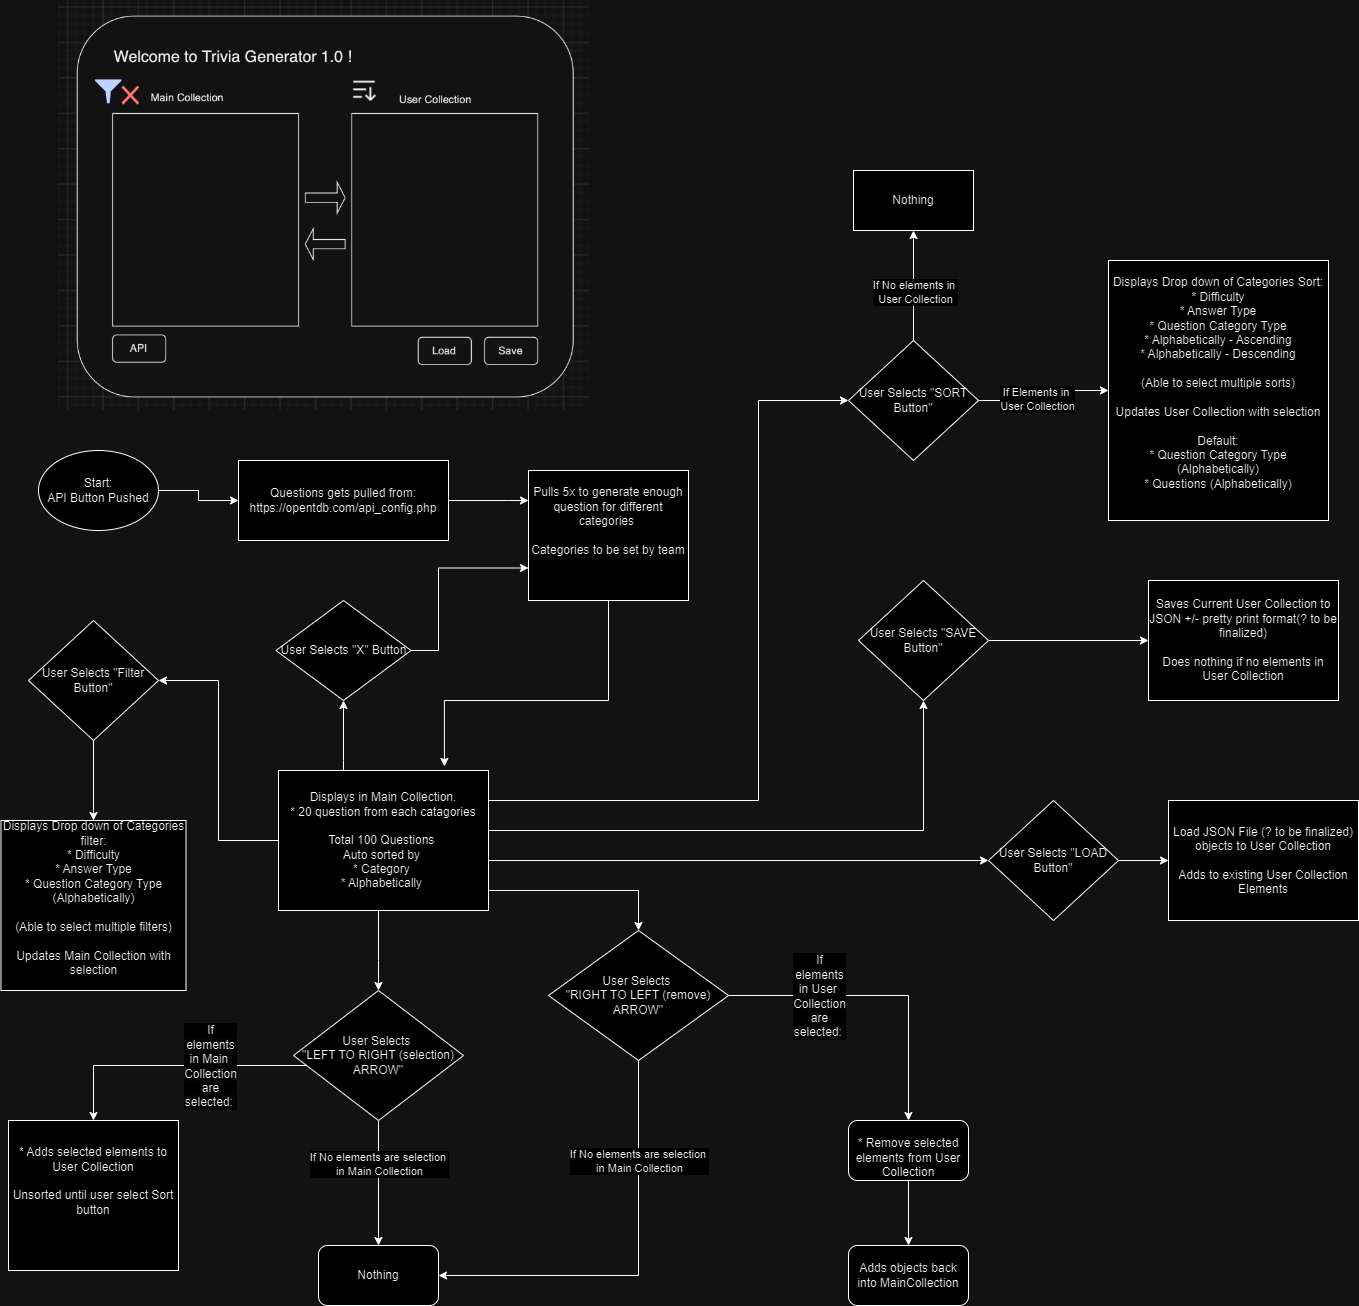 Welcome to Trivia Generator 1.0 !
Main Collection
User Collection
API
Load
Save
Nothing
If No elements in
User Collection
User Selects "SORT
Button"
If Elements in
User Collection
Displays Drop down of Categories Sort:
* Difficulty
* Answer Type
* Question Category Type
* Alphabetically - Ascending
* Alphabetically - Descending
(Able to select multiple sorts)
Updates User Collection with selection
Default:
* Question Category Type
(Alphabetically)
* Questions (Alphabetically)
Start:
API Button Pushed
Questions gets pulled from:
https://opentdb.com/api_config.php
Pulls 5x to generate enough
question for different
categories
Categories to be set by team
User Selects "X" Button
User Selects "Filter
Button"
User Selects "SAVE
Button"
Saves Current User Collection to
JSON +/- pretty print format(? to be
finalized)
Does nothing if no elements in
User Collection
Displays in Main Collection.
* 20 question from each catagories
Total 100 Questions
Auto sorted by
* Category
* Alphabetically
Displays Drop down of Categories
filter:
* Difficulty
* Answer Type
* Question Category Type
(Alphabetically)
(Able to select multiple filters)
Updates Main Collection with
selection
User Selects "LOAD
Button"
Load JSON File (? to be finalized)
objects to User Collection
Adds to existing User Collection
Elements
User Selects
"RIGHT TO LEFT (remove)
ARROW"
If
elements
in User
Collection
are
selected:
User Selects
"LEFT TO RIGHT (selection)
ARROW"
If
elements
in Main
Collection
are
selected:
* Adds selected elements to
User Collection
Unsorted until user select Sort
button
If No elements are selection
in Main Collection
If No elements are selection
in Main Collection
* Remove selected
elements from User
Collection
Nothing
Adds objects back
into MainCollection